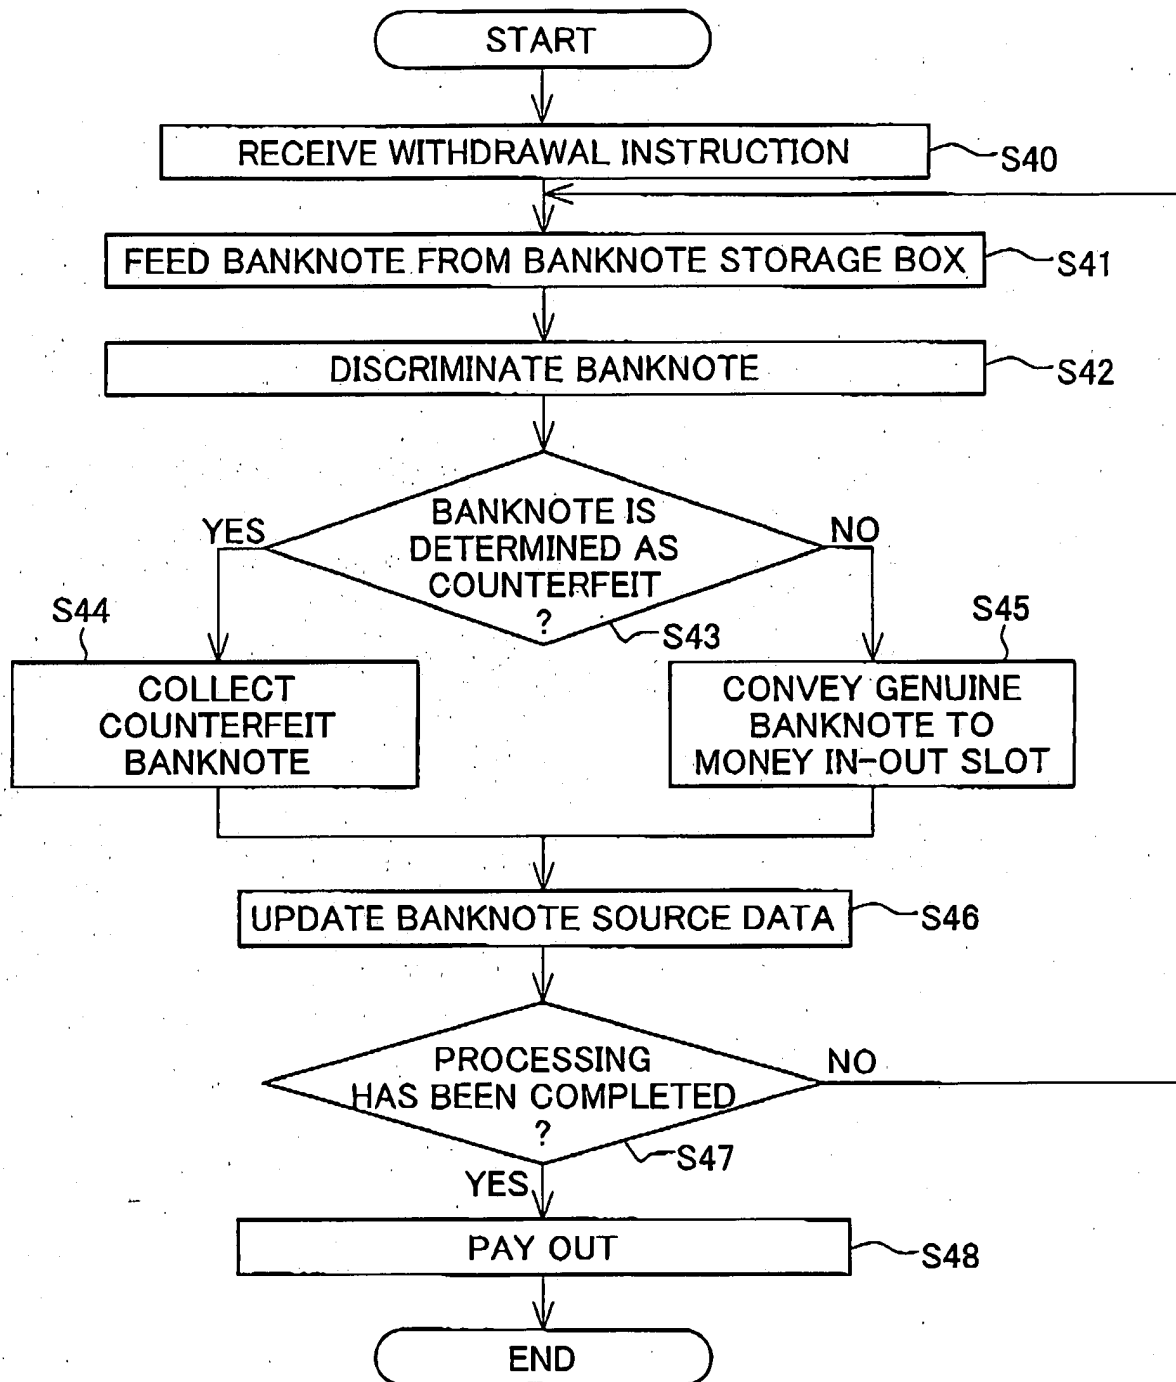 START
RECEIVE WITHDRAWAL INSTRUCTION
S40
FEED BANKNOTE FROM BANKNOTE STORAGE BOX
S41
DISCRIMINATE BANKNOTE
S42
BANKNOTE IS
DETERMINED AS
COUNTERFEIT
?
YES
NO
S43
S44
S45
COLLECT
COUNTERFEIT
BANKNOTE
CONVEY GENUINE
BANKNOTE TO
MONEY IN-OUT SLOT
UPDATE BANKNOTE SOURCE DATA
S46
PROCESSING
HAS BEEN COMPLETED
?
NO
S47
YES
PAY OUT
S48
END